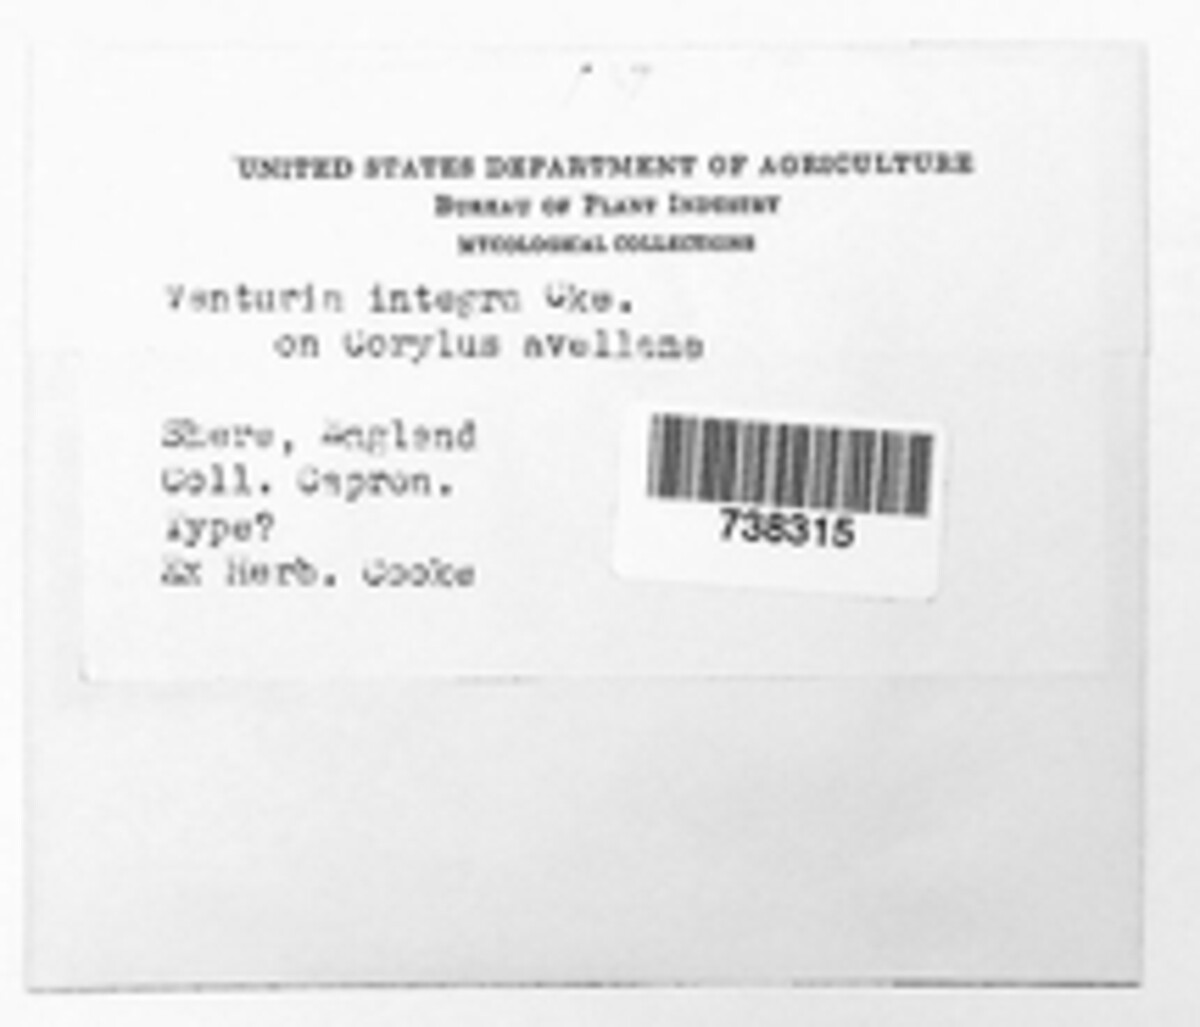 UNITED STATES DEPARTMENT OF AGRICULTURE
BUREAU OF PLANT INDUSTRY
MYCOLOGICAL COLLECTIONS
Venturia integra Cke.
on Corylus avellana
Shere, England
Coll. Capron.
Type?
Ex Herb. Cooke
738315